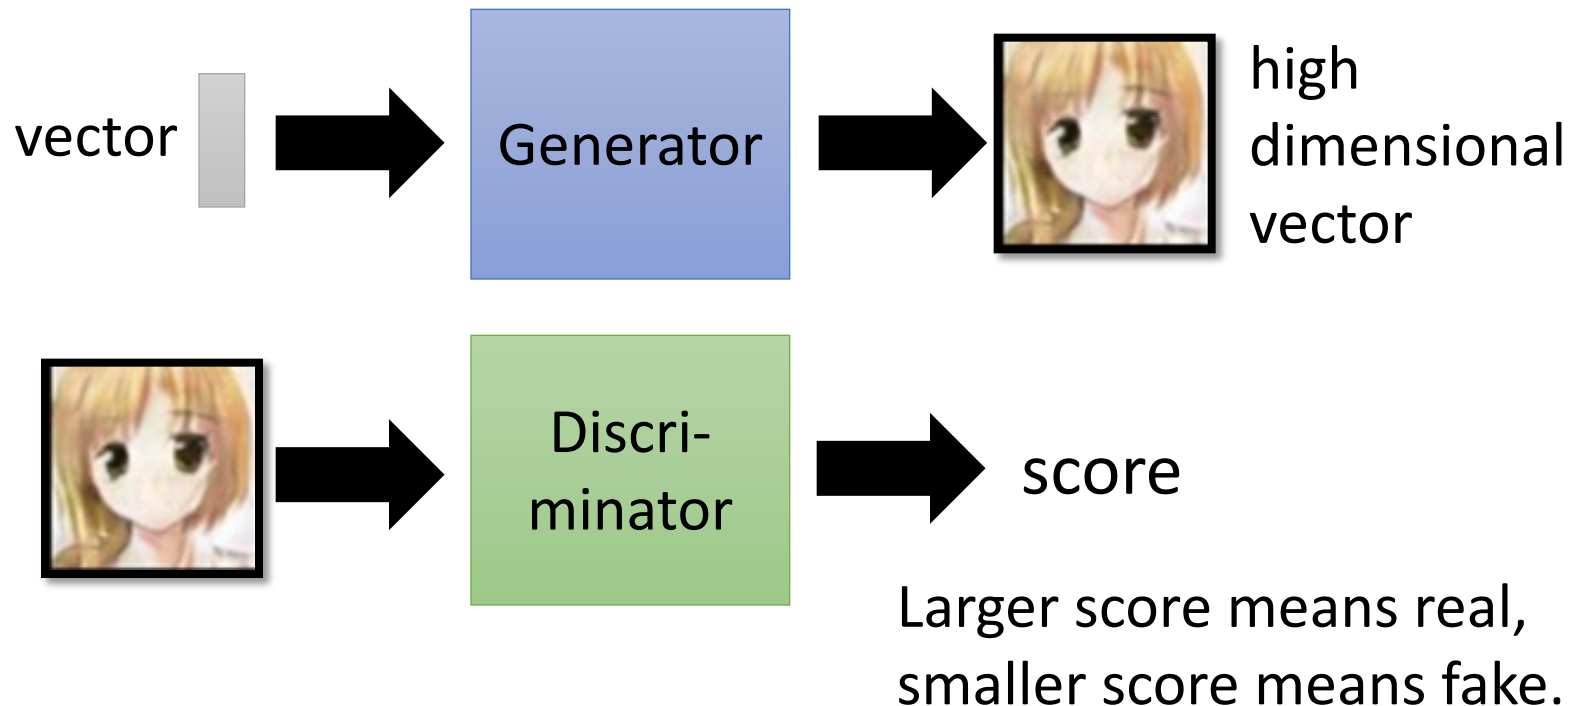 vector
Generator
high
dimensional
vector
Discri-
minator
score
Larger score means real,
smaller score means fake.